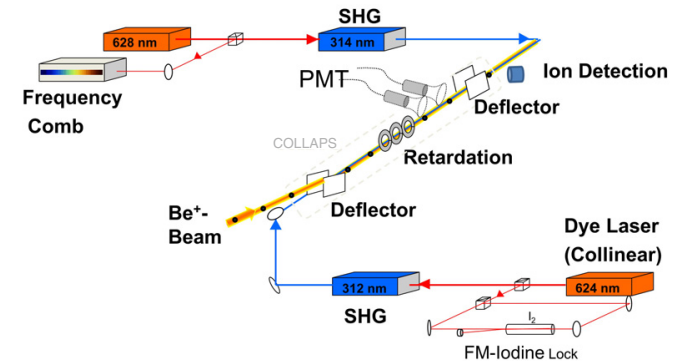 SHG
628 nm
314 nm
PMT
Ion Detection
Frequency
Comb
Deflector
COLLAPS
Retardation
Be+-
Beam
Deflector
Dye Laser
(Collinear)
312 nm
624 nm
SHG
I2
FM-Iodine Lock